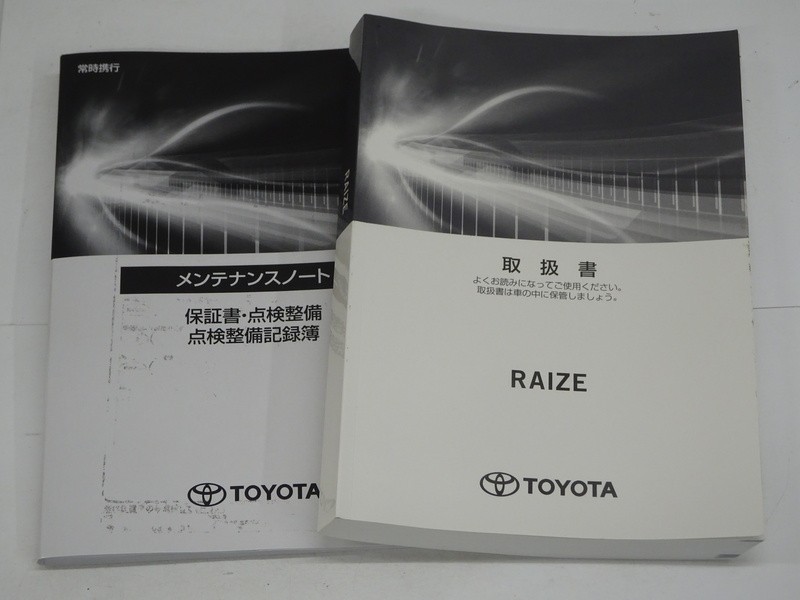 常時携行
メンテナンスノート
保証書・点検整備
点検整備記録簿
TOYOTA
RAIZE
取扱書
よくお読みになってご使用ください。
取扱書は車の中に保管しましょう。
RAIZE
TOYOTA